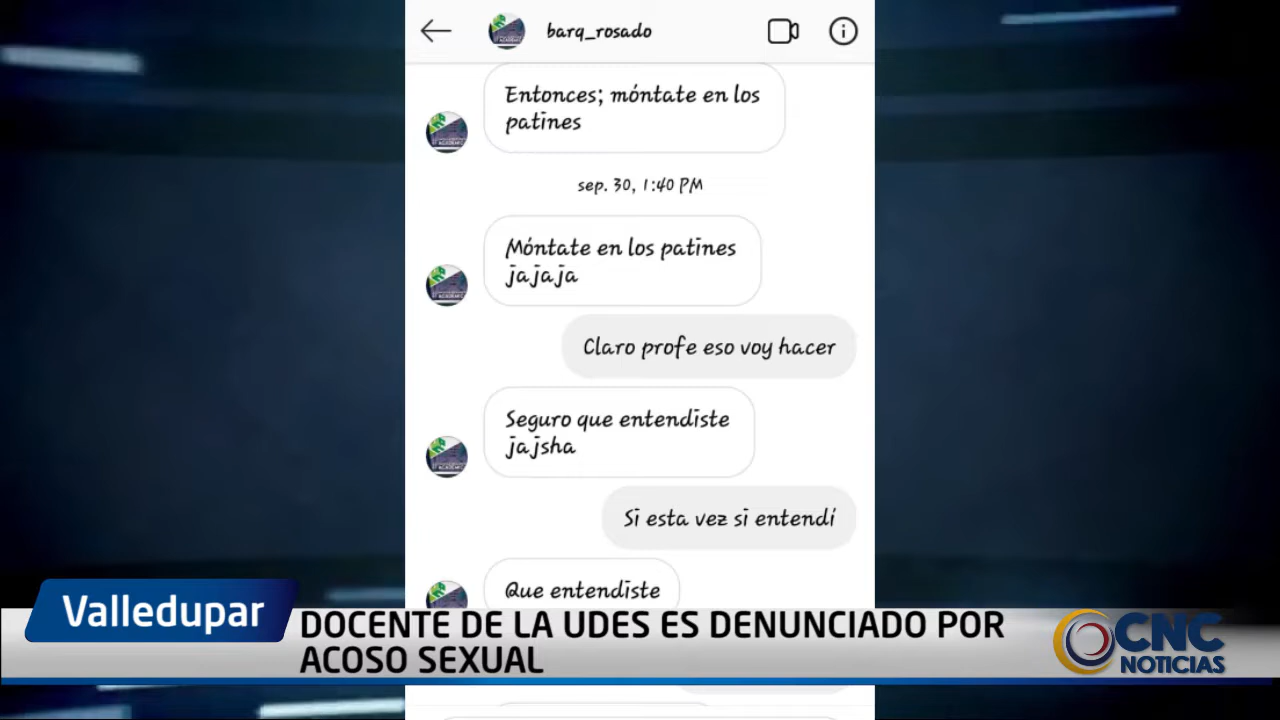 barq_rosado
Entonces; móntate en los
patines
sep. 30, 1:40 PM
Móntate en los patines
jajaja
Claro profe eso voy hacer
Seguro que entendiste
jajsha
Si esta vez si entendí
Que entendiste
Valledupar
DOCENTE DE LA UDES ES DENUNCIADO POR
ACOSO SEXUAL
CNC
NOTICIAS